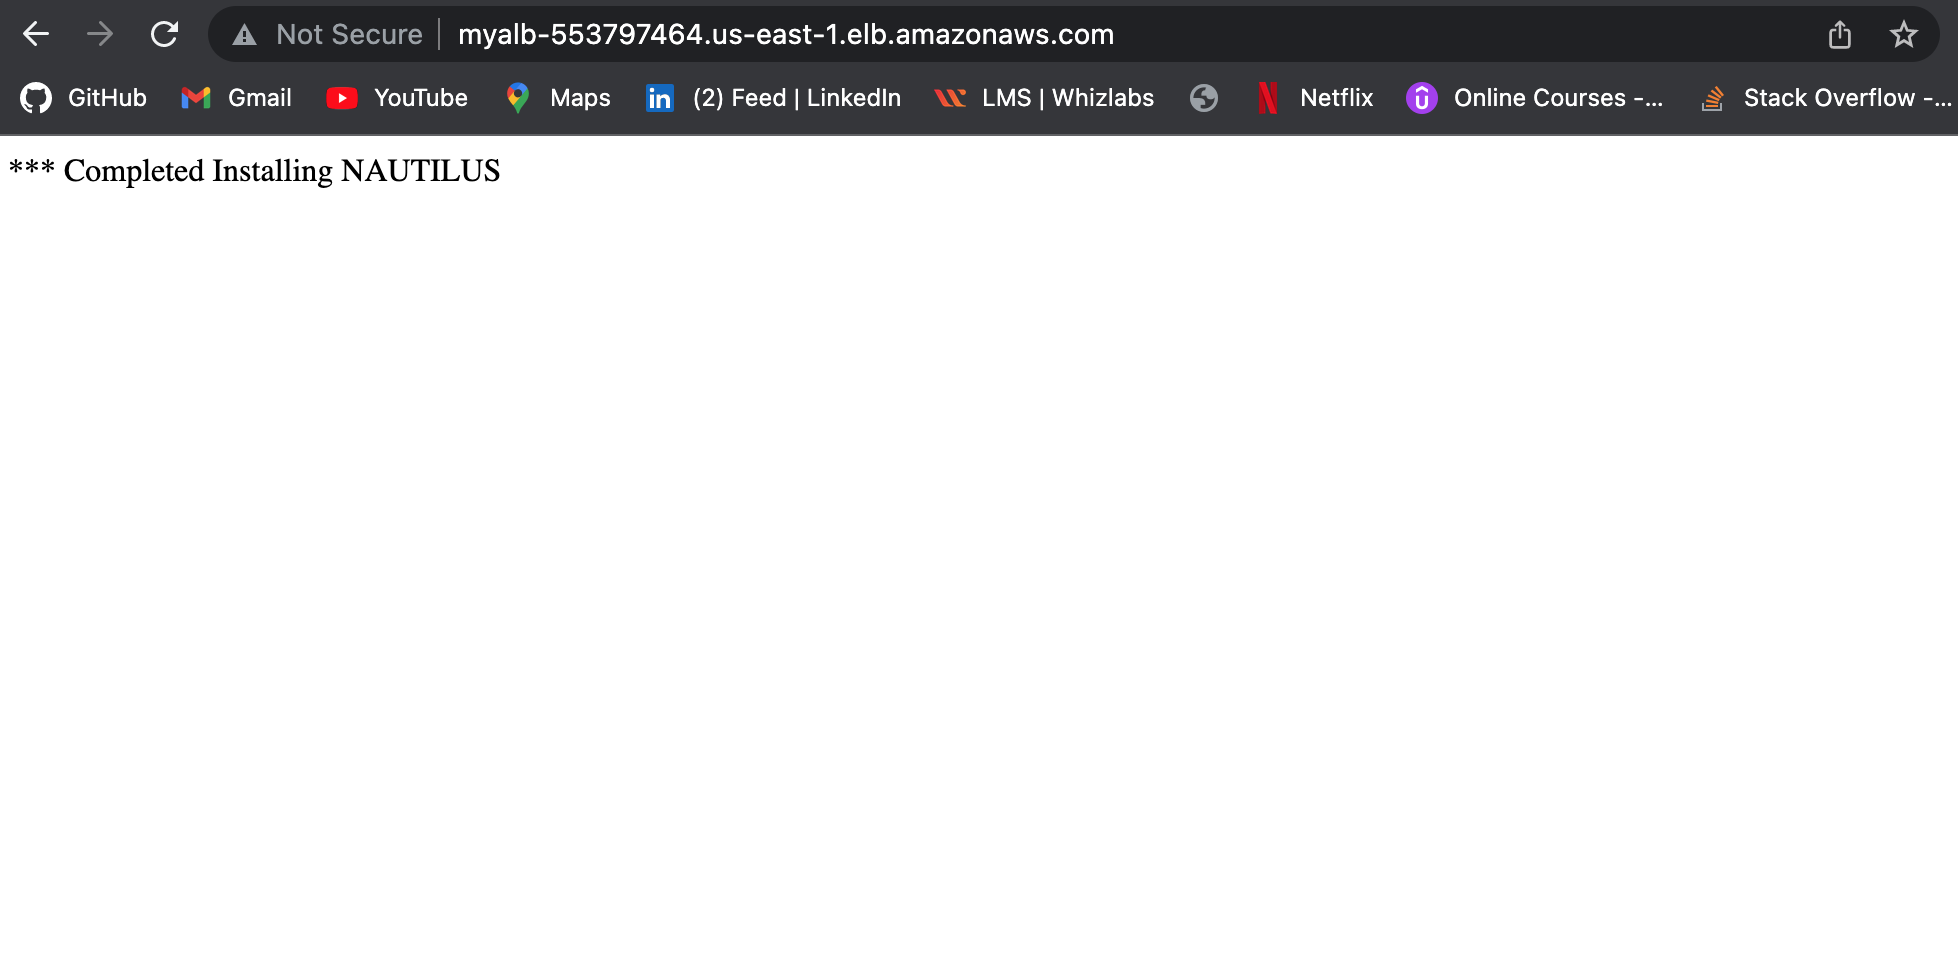 Not Secure myalb-553797464.us-east-1.elb.amazonaws.com
GitHub Gmail YouTube Maps in (2) Feed | LinkedIn LMS | Whizlabs Netflix Online Courses -... Stack Overflow -...
*** Completed Installing NAUTILUS